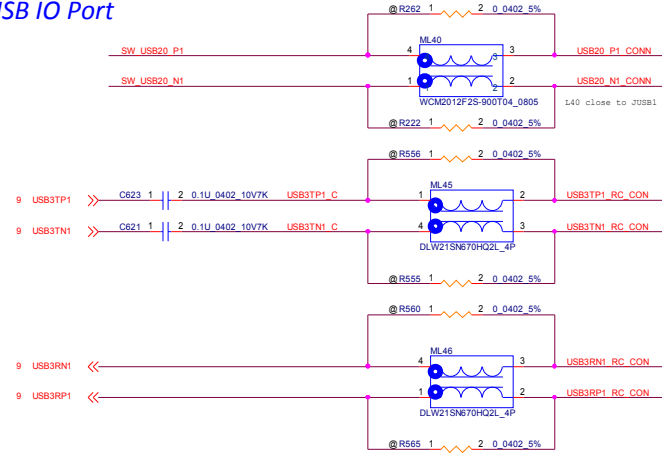 SB IO Port
@ R262 1 2 0_0402_5%
ML40
SW_USB20_P1 4 3 USB20_P1_CONN
3
SW_USB20_N1 1 2 USB20_N1_CONN
2
WCM2012F2S-900T04_0805 L40 close to JUSB1
@ R222 1 2 0_0402_5%
@ R556 1 2 0_0402_5%
ML45
9 USB3TP1 C623 1 2 0.1U_0402_10V7K USB3TP1_C 1 2 USB3TP1_RC_CON
9 USB3TN1 C621 1 2 0.1U_0402_10V7K USB3TN1_C 4 3 USB3TN1_RC_CON
DLW21SN670HQ2L_4P
@ R555 1 2 0_0402_5%
@ R560 1 2 0_0402_5%
ML46
9 USB3RN1 4 3 USB3RN1_RC_CON
9 USB3RP1 1 2 USB3RP1_RC_CON
DLW21SN670HQ2L_4P
@ R565 1 2 0_0402_5%